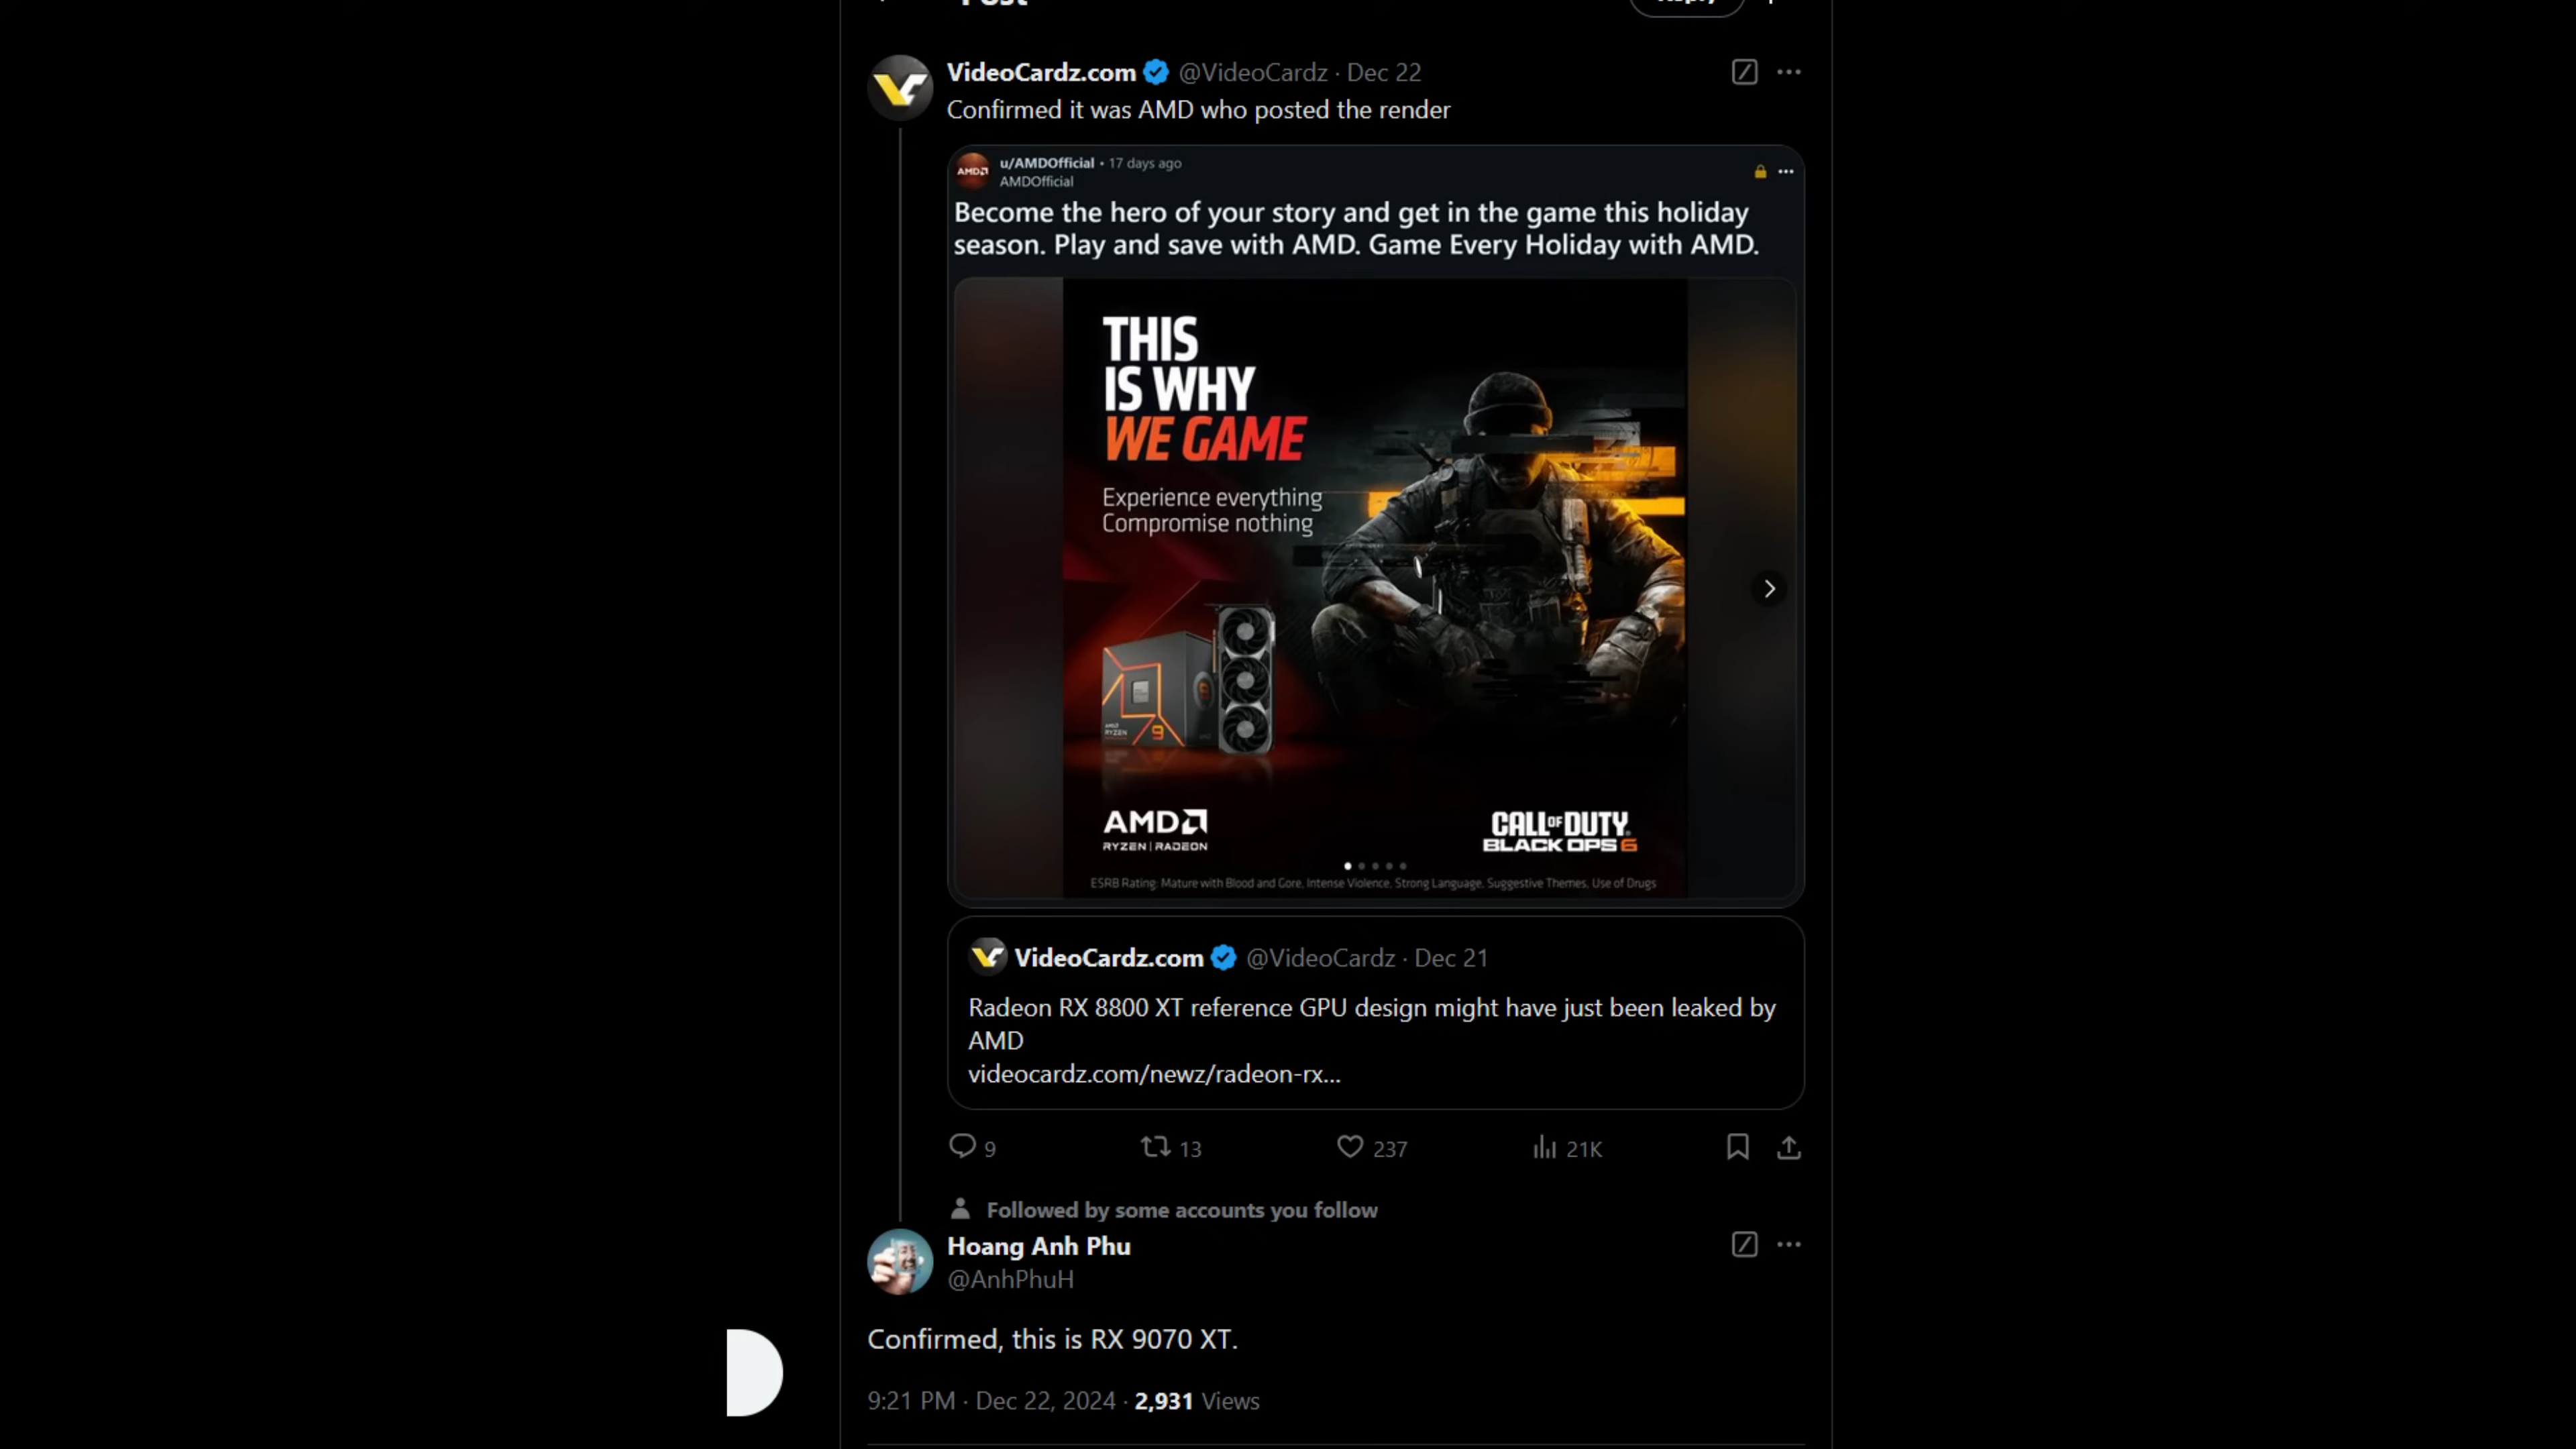 VideoCardz.com @VideoCardz · Dec 22
Confirmed it was AMD who posted the render
AMD
u/AMDOfficial • 17 days ago
AMDOfficial
Become the hero of your story and get in the game this holiday
season. Play and save with AMD. Game Every Holiday with AMD.
THIS
IS WHY
WE GAME
Experience everything
Compromise nothing
AMD
RYZEN
9
AMD
RYZEN | RADEON
CALL OF DUTY
BLACK OPS 6
ESRB Rating: Mature with Blood and Gore, Intense Violence, Strong Language, Suggestive Themes, Use of Drugs
VideoCardz.com @VideoCardz · Dec 21
Radeon RX 8800 XT reference GPU design might have just been leaked by
AMD
videocardz.com/newz/radeon-rx...
9 13 237 21K
Followed by some accounts you follow
Hoang Anh Phu
@AnhPhuH
Confirmed, this is RX 9070 XT.
9:21 PM · Dec 22, 2024 · 2,931 Views